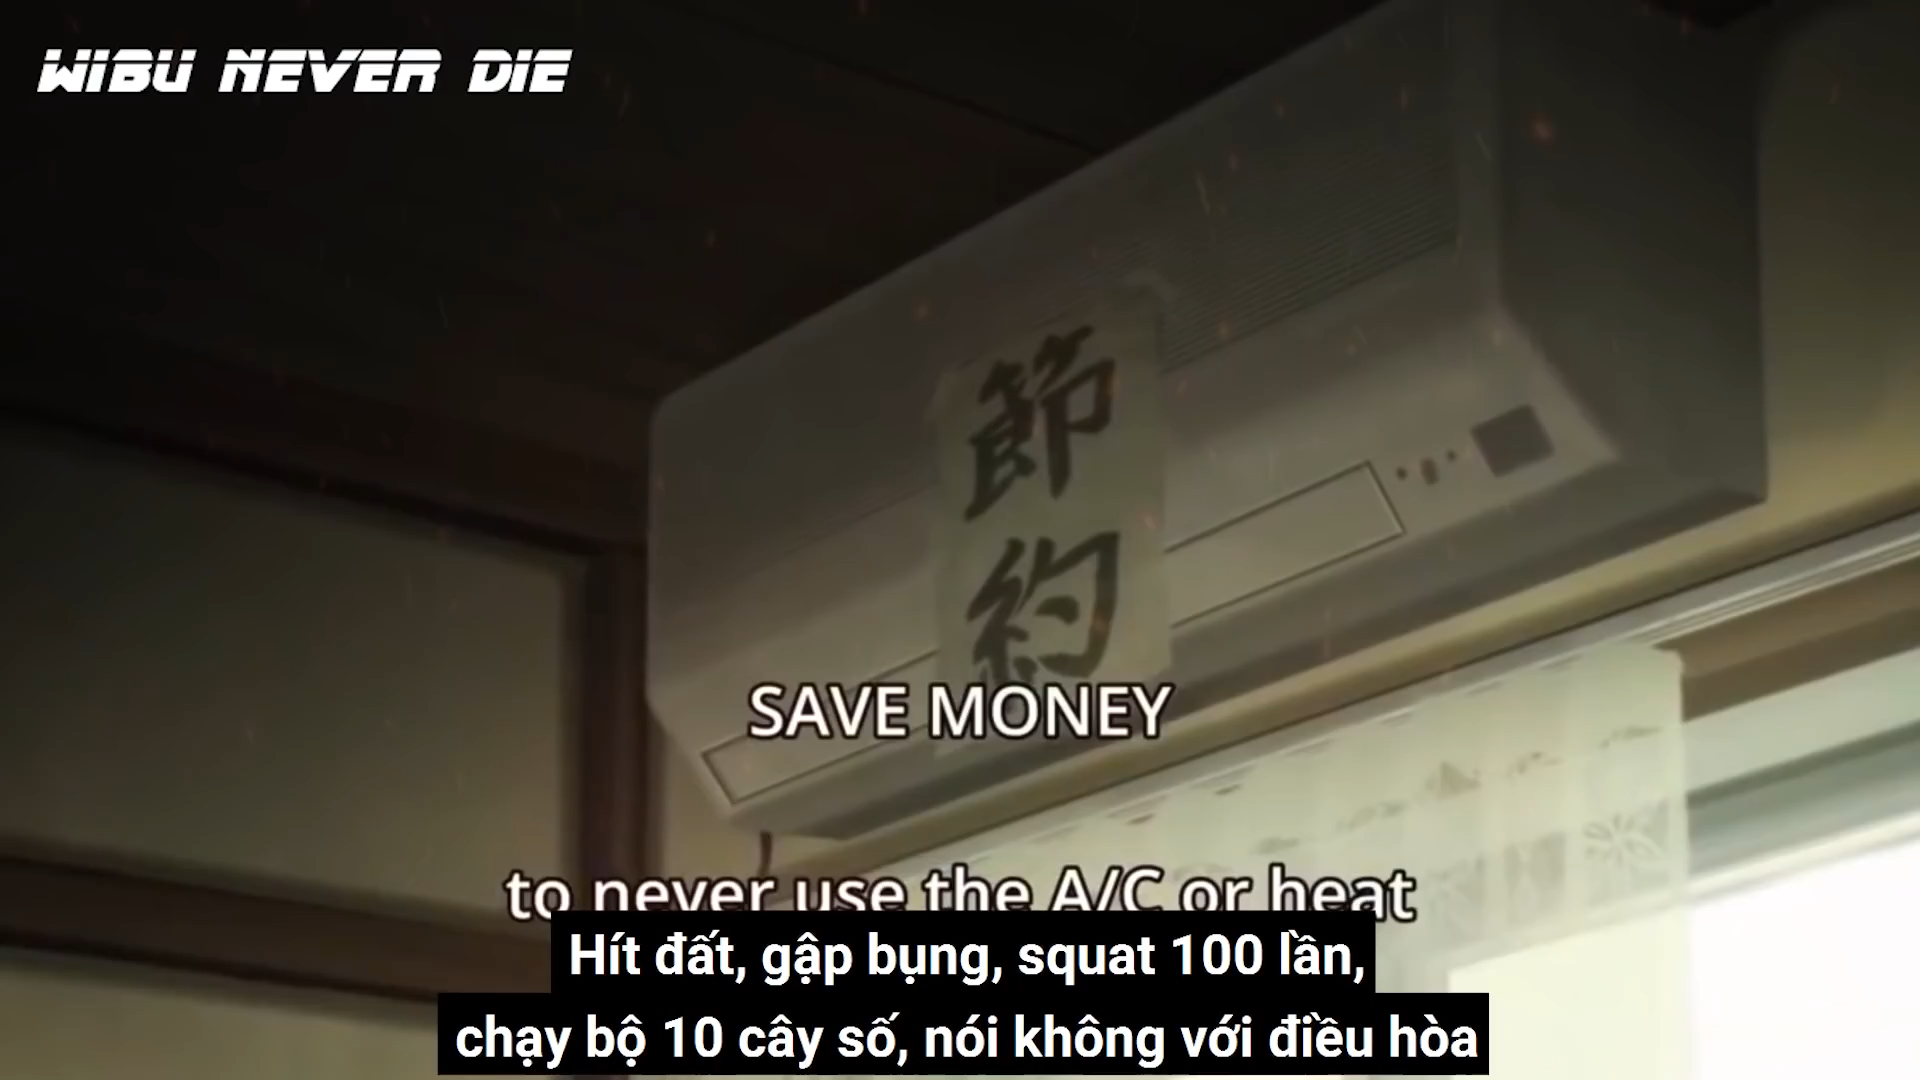 WIBU NEVER DIE
節約
SAVE MONEY
to never use the A/C or heat
Hít đất, gập bụng, squat 100 lần,
chạy bộ 10 cây số, nói không với điều hòa